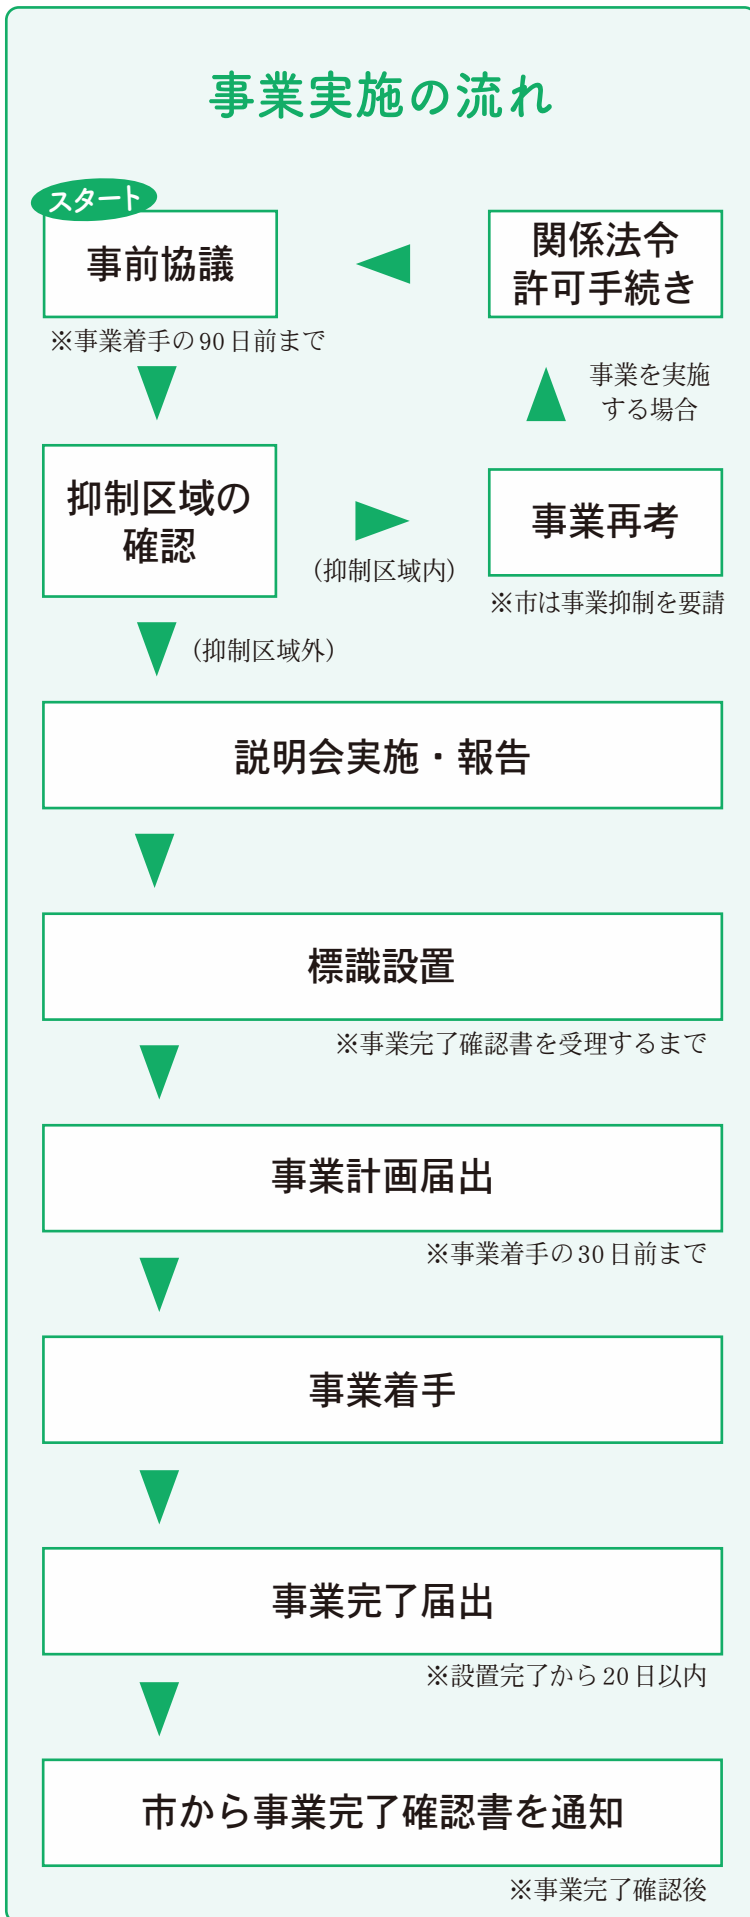 事業実施の流れ
スタート
事前協議
※事業着手の90日前まで
関係法令
許可手続き
事業を実施
する場合
抑制区域の
確認
(抑制区域内)
事業再考
※市は事業抑制を要請
(抑制区域外)
説明会実施・報告
標識設置
※事業完了確認書を受理するまで
事業計画届出
※事業着手の30日前まで
事業着手
事業完了届出
※設置完了から20日以内
市から事業完了確認書を通知
※事業完了確認後